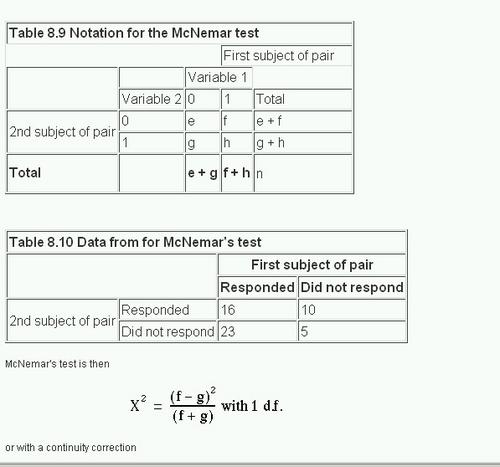 Table 8.9 Notation for the McNemar test
First subject of pair
Variable 1
Variable 2 0 1 Total
2nd subject of pair 0 e f e + f
1 g h g + h
Total e + g f + h n
Table 8.10 Data from for McNemar's test
First subject of pair
Responded Did not respond
2nd subject of pair Responded 16 10
Did not respond 23 5
McNemar's test is then
X² = (f – g)² / (f + g) with 1 d.f.
or with a continuity correction